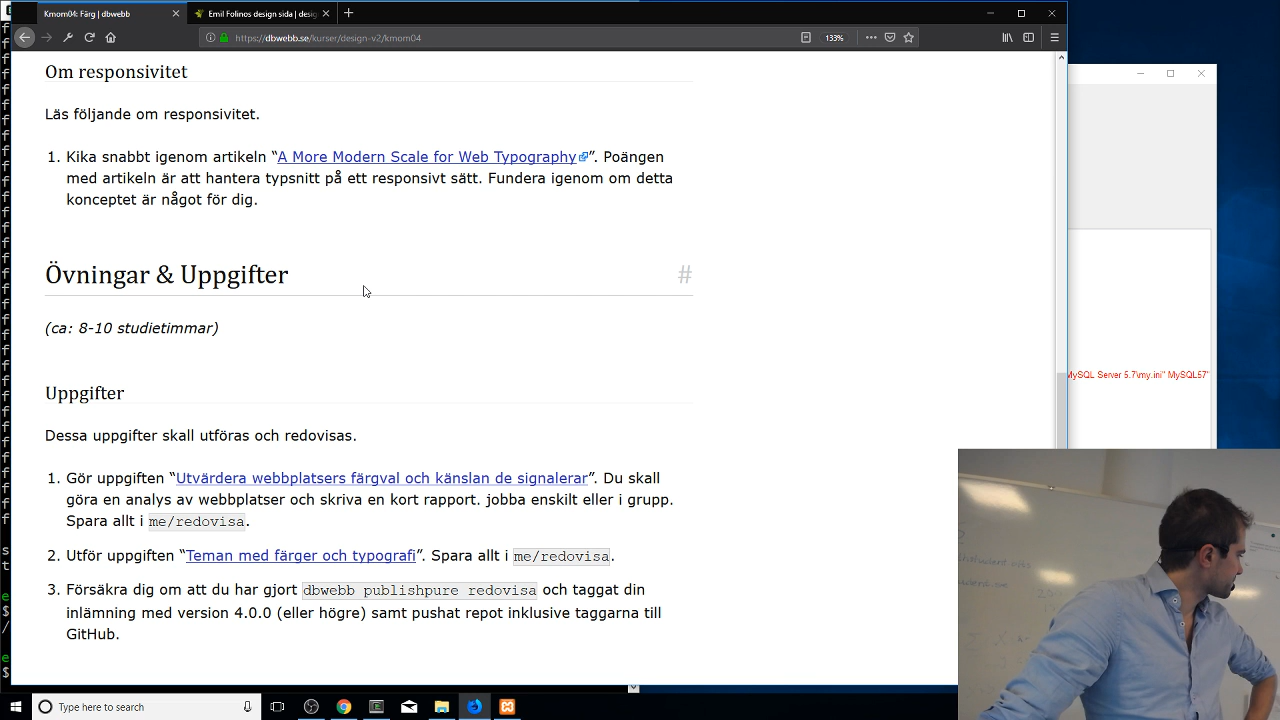 Kmom04: Färg | dbwebb
Emil Folinos design sida | desig
https://dbwebb.se/kurser/design-v2/kmom04
133%
Om responsivitet
Läs följande om responsivitet.
1. Kika snabbt igenom artikeln “A More Modern Scale for Web Typography”. Poängen
med artikeln är att hantera typsnitt på ett responsivt sätt. Fundera igenom om detta
konceptet är något för dig.
Övningar & Uppgifter #
(ca: 8-10 studietimmar)
Uppgifter
Dessa uppgifter skall utföras och redovisas.
1. Gör uppgiften “Utvärdera webbplatsers färgval och känslan de signalerar”. Du skall
göra en analys av webbplatser och skriva en kort rapport. jobba enskilt eller i grupp.
Spara allt i me/redovisa.
2. Utför uppgiften “Teman med färger och typografi”. Spara allt i me/redovisa.
3. Försäkra dig om att du har gjort dbwebb publishpure redovisa och taggat din
inlämning med version 4.0.0 (eller högre) samt pushat repot inklusive taggarna till
GitHub.
MySQL Server 5.7\my.ini" MySQL57"
Type here to search